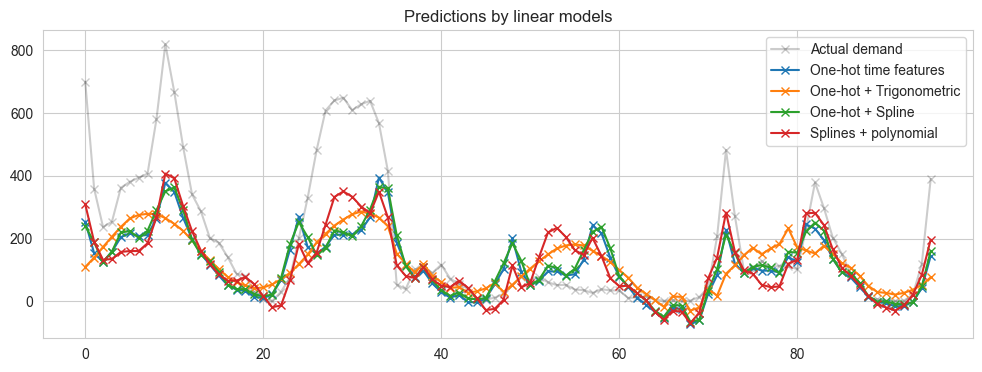 Predictions by linear models
Actual demand
One-hot time features
One-hot + Trigonometric
One-hot + Spline
Splines + polynomial
800
600
400
200
0
0 20 40 60 80